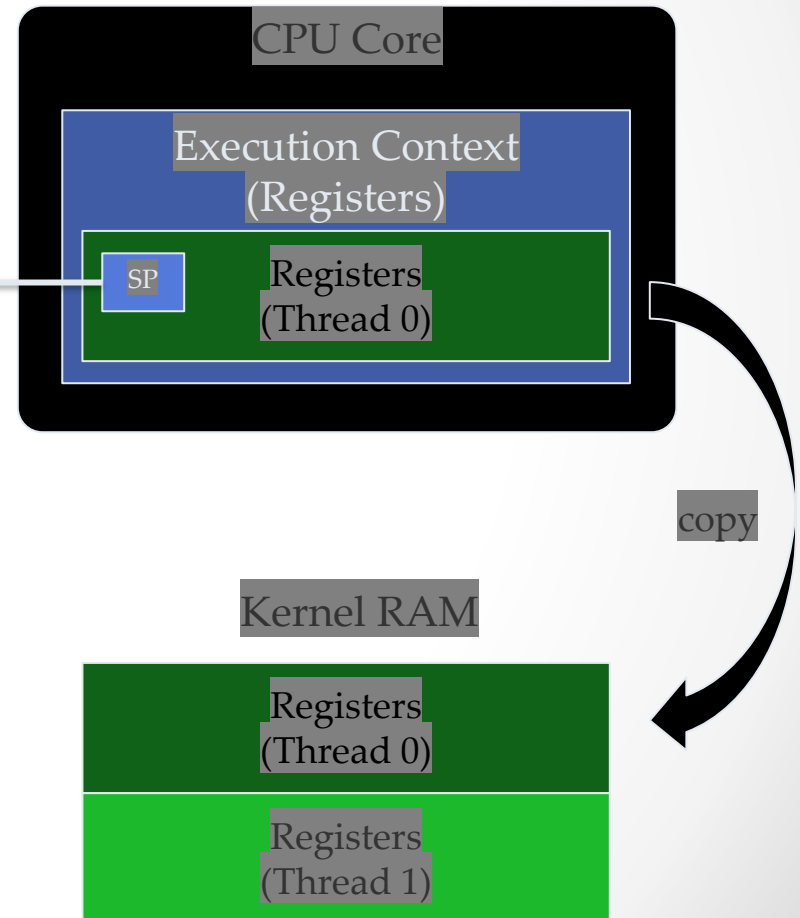 CPU Core
Execution Context
(Registers)
SP
Registers
(Thread 0)
copy
Kernel RAM
Registers
(Thread 0)
Registers
(Thread 1)